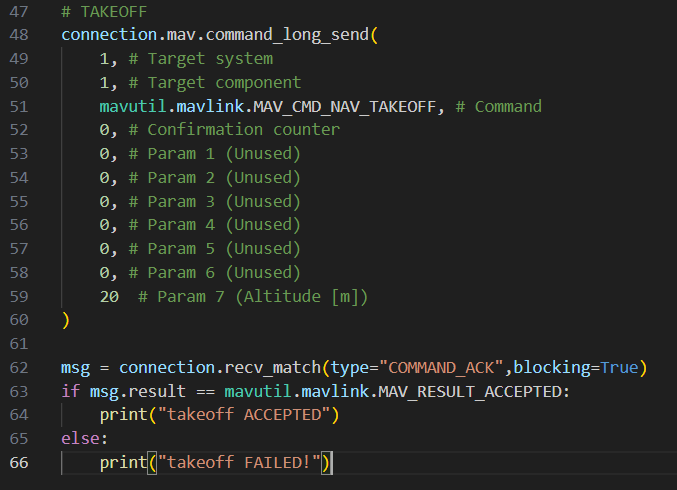 47 # TAKEOFF
48 connection.mav.command_long_send(
49     1, # Target system
50     1, # Target component
51     mavutil.mavlink.MAV_CMD_NAV_TAKEOFF, # Command
52     0, # Confirmation counter
53     0, # Param 1 (Unused)
54     0, # Param 2 (Unused)
55     0, # Param 3 (Unused)
56     0, # Param 4 (Unused)
57     0, # Param 5 (Unused)
58     0, # Param 6 (Unused)
59     20  # Param 7 (Altitude [m])
60 )
61
62 msg = connection.recv_match(type="COMMAND_ACK",blocking=True)
63 if msg.result == mavutil.mavlink.MAV_RESULT_ACCEPTED:
64     print("takeoff ACCEPTED")
65 else:
66     print("takeoff FAILED!")